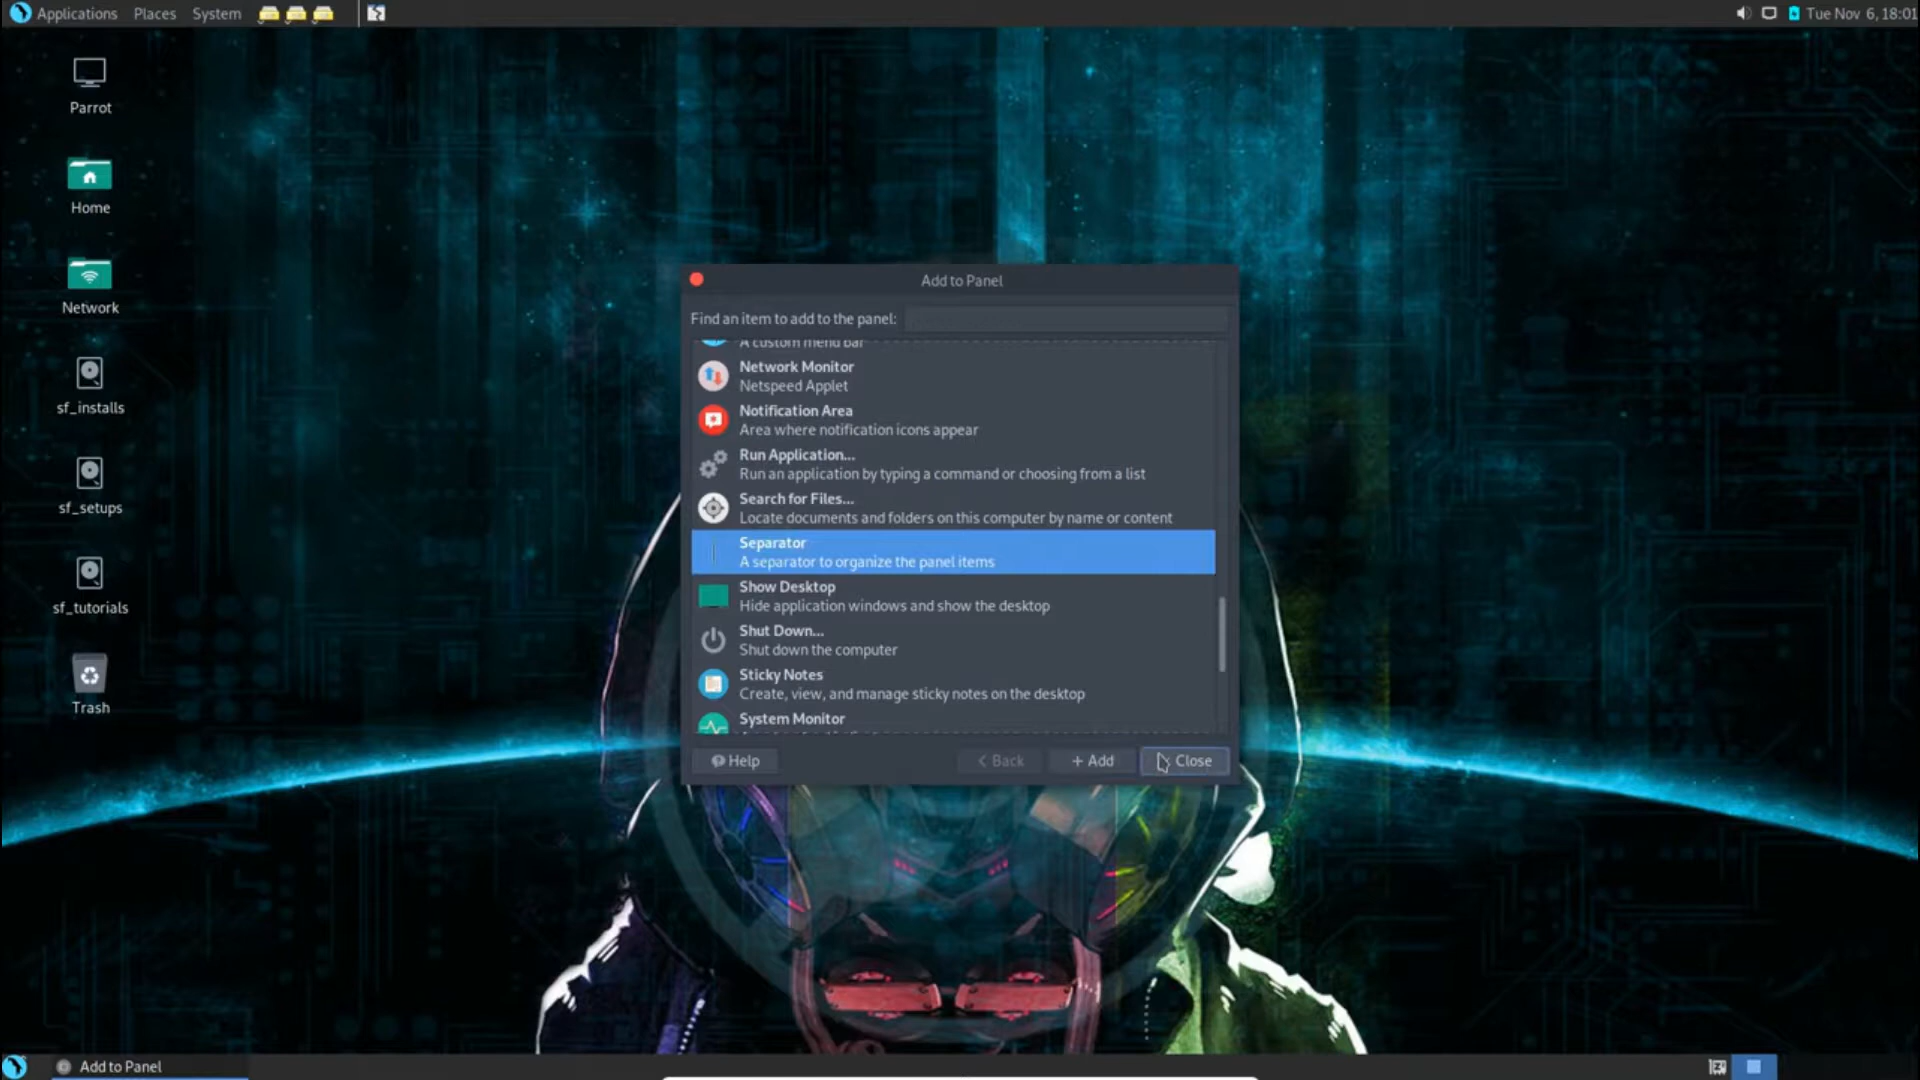 Applications Places System
Tue Nov 6, 18:01
Parrot
Home
Network
sf_installs
sf_setups
sf_tutorials
Trash
Add to Panel
Find an item to add to the panel:
A custom menu bar
Network Monitor
Netspeed Applet
Notification Area
Area where notification icons appear
Run Application...
Run an application by typing a command or choosing from a list
Search for Files...
Locate documents and folders on this computer by name or content
Separator
A separator to organize the panel items
Show Desktop
Hide application windows and show the desktop
Shut Down...
Shut down the computer
Sticky Notes
Create, view, and manage sticky notes on the desktop
System Monitor
Help < Back + Add Close
Add to Panel